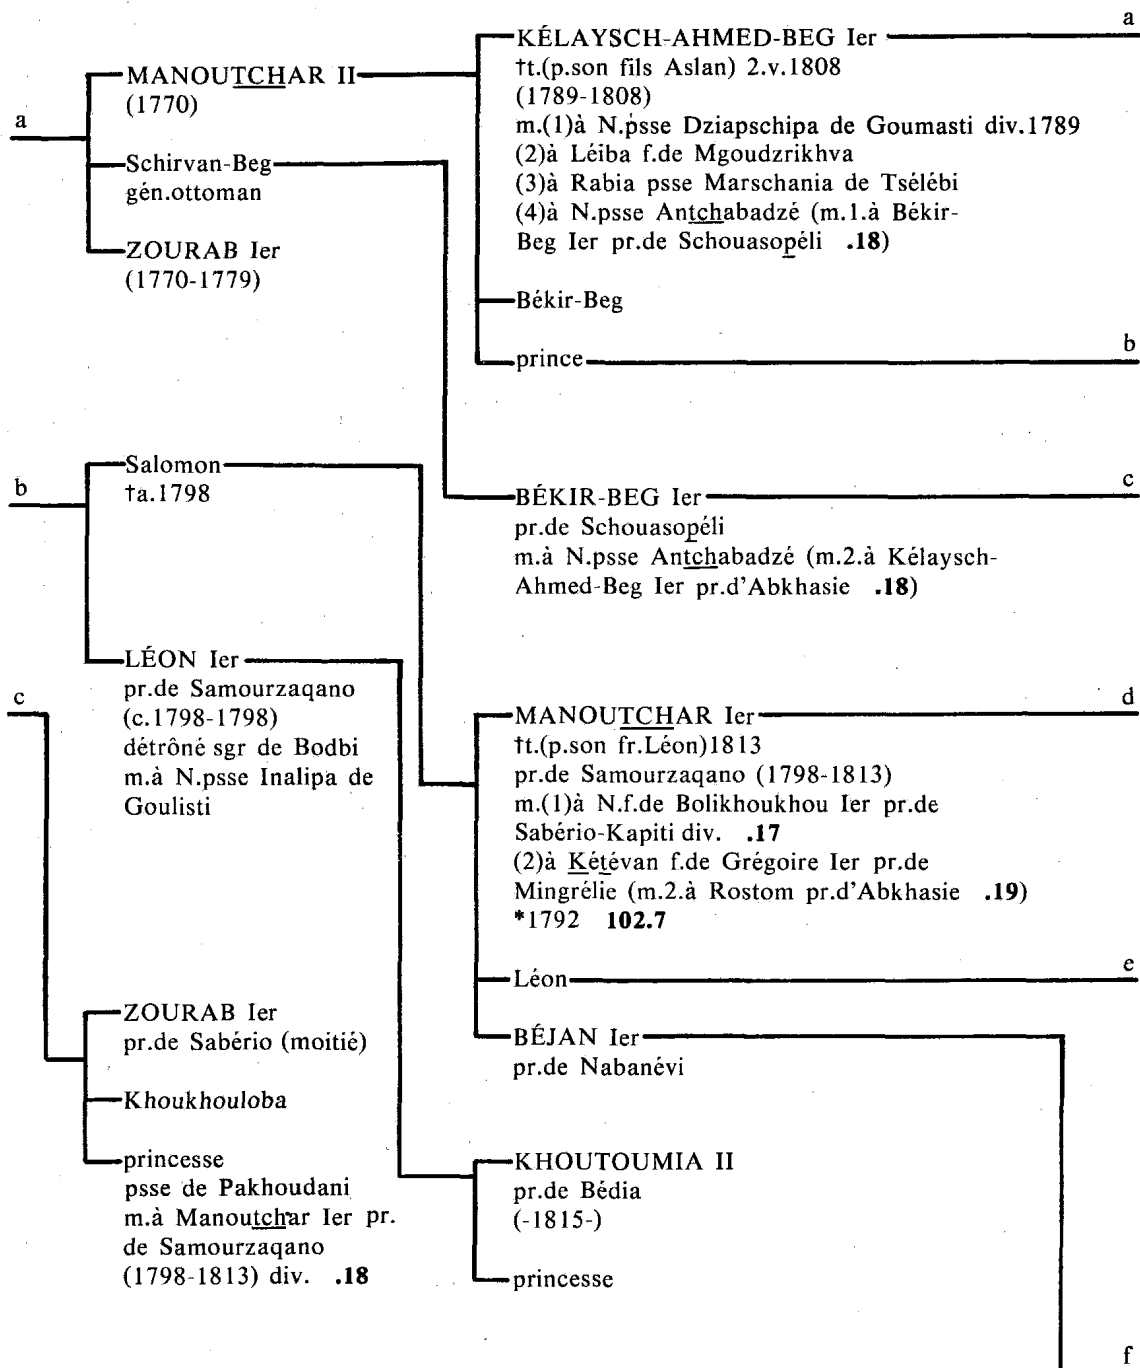 a
KÉLAYSCH-AHMED-BEG Ier
†t.(p.son fils Aslan) 2.v.1808
(1789-1808)
m.(1)à N.psse Dziapschipa de Goumasti div.1789
(2)à Léiba f.de Mgoudzrikhva
(3)à Rabia psse Marschania de Tsélébi
(4)à N.psse Antchabadzé (m.1.à Békir-
Beg Ier pr.de Schouasopéli .18)
a
MANOUTCHAR II
(1770)
Schirvan-Beg
gén.ottoman
ZOURAB Ier
(1770-1779)
Békir-Beg
prince
b
b
Salomon
†a.1798
BÉKIR-BEG Ier
c
pr.de Schouasopéli
m.à N.psse Antchabadzé (m.2.à Kélaysch-
Ahmed-Beg Ier pr.d'Abkhasie .18)
LÉON Ier
pr.de Samourzaqano
(c.1798-1798)
détrôné sgr de Bodbi
m.à N.psse Inalipa de
Goulisti
c
MANOUTCHAR Ier
d
†t.(p.son fr.Léon)1813
pr.de Samourzaqano (1798-1813)
m.(1)à N.f.de Bolikhoukhou Ier pr.de
Sabério-Kapiti div. .17
(2)à Kétévan f.de Grégoire Ier pr.de
Mingrélie (m.2.à Rostom pr.d'Abkhasie .19)
*1792 102.7
Léon
e
BÉJAN Ier
pr.de Nabanévi
ZOURAB Ier
pr.de Sabério (moitié)
Khoukhouloba
princesse
psse de Pakhoudani
m.à Manoutchar Ier pr.
de Samourzaqano
(1798-1813) div. .18
KHOUTOUMIA II
pr.de Bédia
(-1815-)
princesse
f